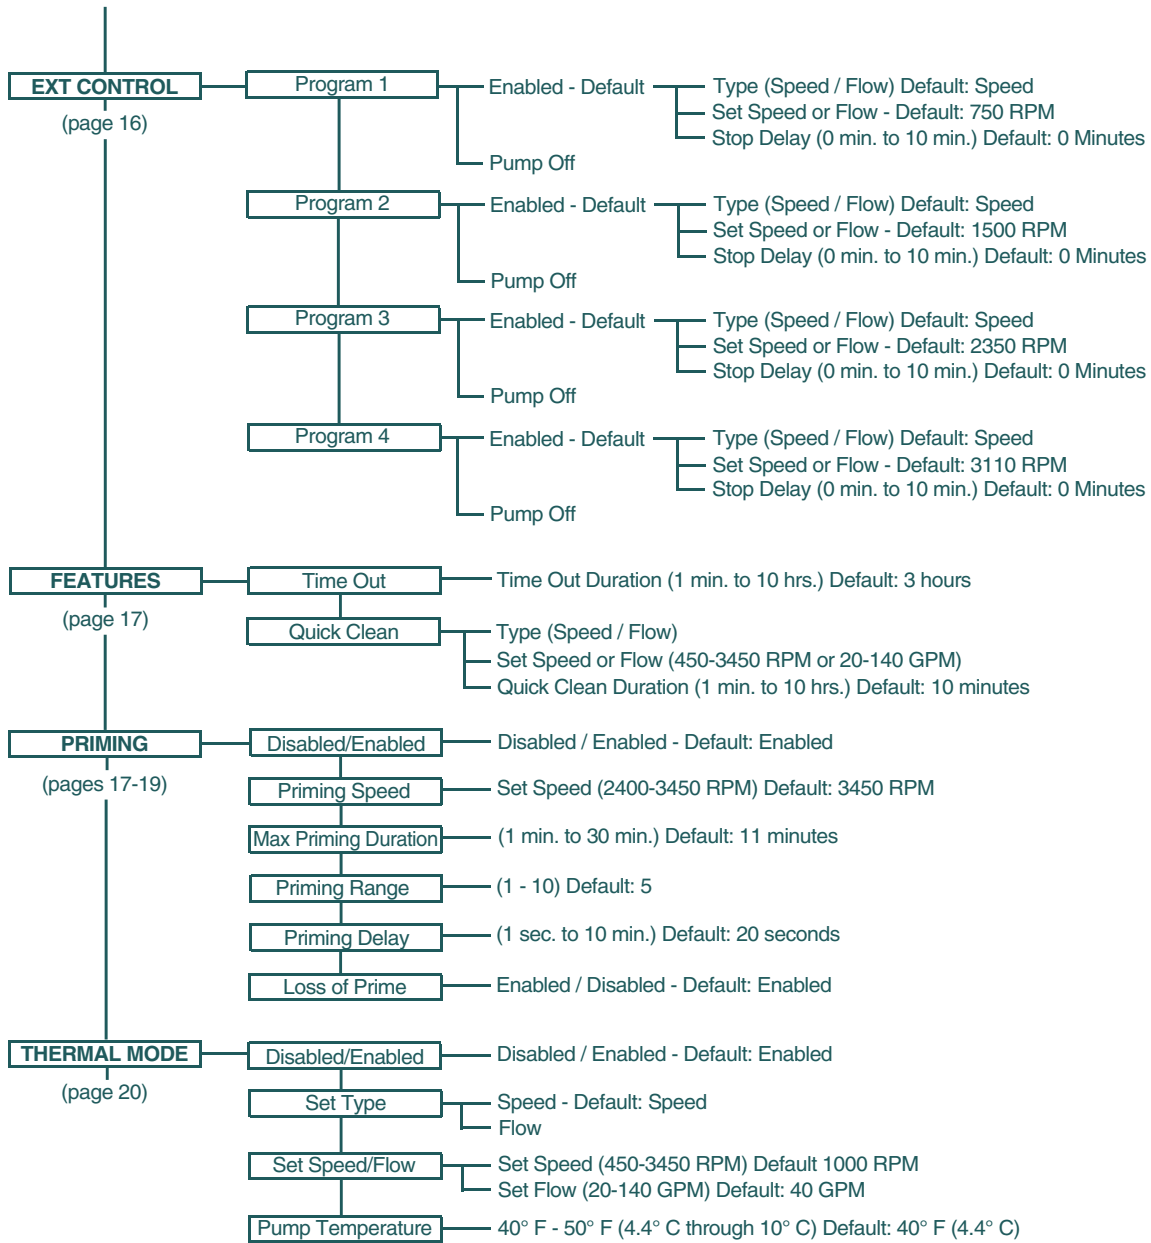 EXT CONTROL
(page 16)
Program 1
Enabled - Default
Type (Speed / Flow) Default: Speed
Set Speed or Flow - Default: 750 RPM
Stop Delay (0 min. to 10 min.) Default: 0 Minutes
Pump Off
Program 2
Enabled - Default
Type (Speed / Flow) Default: Speed
Set Speed or Flow - Default: 1500 RPM
Stop Delay (0 min. to 10 min.) Default: 0 Minutes
Pump Off
Program 3
Enabled - Default
Type (Speed / Flow) Default: Speed
Set Speed or Flow - Default: 2350 RPM
Stop Delay (0 min. to 10 min.) Default: 0 Minutes
Pump Off
Program 4
Enabled - Default
Type (Speed / Flow) Default: Speed
Set Speed or Flow - Default: 3110 RPM
Stop Delay (0 min. to 10 min.) Default: 0 Minutes
Pump Off
FEATURES
(page 17)
Time Out
Time Out Duration (1 min. to 10 hrs.) Default: 3 hours
Quick Clean
Type (Speed / Flow)
Set Speed or Flow (450-3450 RPM or 20-140 GPM)
Quick Clean Duration (1 min. to 10 hrs.) Default: 10 minutes
PRIMING
(pages 17-19)
Disabled/Enabled
Disabled / Enabled - Default: Enabled
Priming Speed
Set Speed (2400-3450 RPM) Default: 3450 RPM
Max Priming Duration
(1 min. to 30 min.) Default: 11 minutes
Priming Range
(1 - 10) Default: 5
Priming Delay
(1 sec. to 10 min.) Default: 20 seconds
Loss of Prime
Enabled / Disabled - Default: Enabled
THERMAL MODE
(page 20)
Disabled/Enabled
Disabled / Enabled - Default: Enabled
Set Type
Speed - Default: Speed
Flow
Set Speed/Flow
Set Speed (450-3450 RPM) Default 1000 RPM
Set Flow (20-140 GPM) Default: 40 GPM
Pump Temperature
40° F - 50° F (4.4° C through 10° C) Default: 40° F (4.4° C)